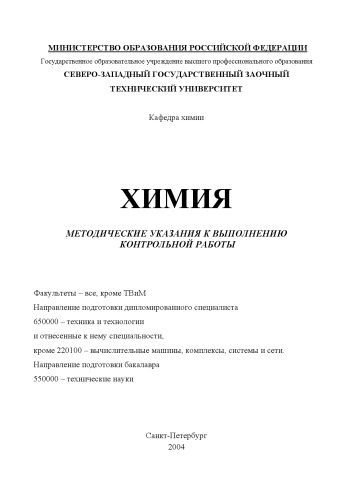 МИНИСТЕРСТВО ОБРАЗОВАНИЯ РОССИЙСКОЙ ФЕДЕРАЦИИ
Государственное образовательное учреждение высшего профессионального образования
СЕВЕРО-ЗАПАДНЫЙ ГОСУДАРСТВЕННЫЙ ЗАОЧНЫЙ
ТЕХНИЧЕСКИЙ УНИВЕРСИТЕТ
Кафедра химии
ХИМИЯ
МЕТОДИЧЕСКИЕ УКАЗАНИЯ К ВЫПОЛНЕНИЮ
КОНТРОЛЬНОЙ РАБОТЫ
Факультеты – все, кроме ТВиМ
Направление подготовки дипломированного специалиста
650000 – техника и технологии
и отнесенные к нему специальности,
кроме 220100 – вычислительные машины, комплексы, системы и сети.
Направление подготовки бакалавра
550000 – технические науки
Санкт-Петербург
2004